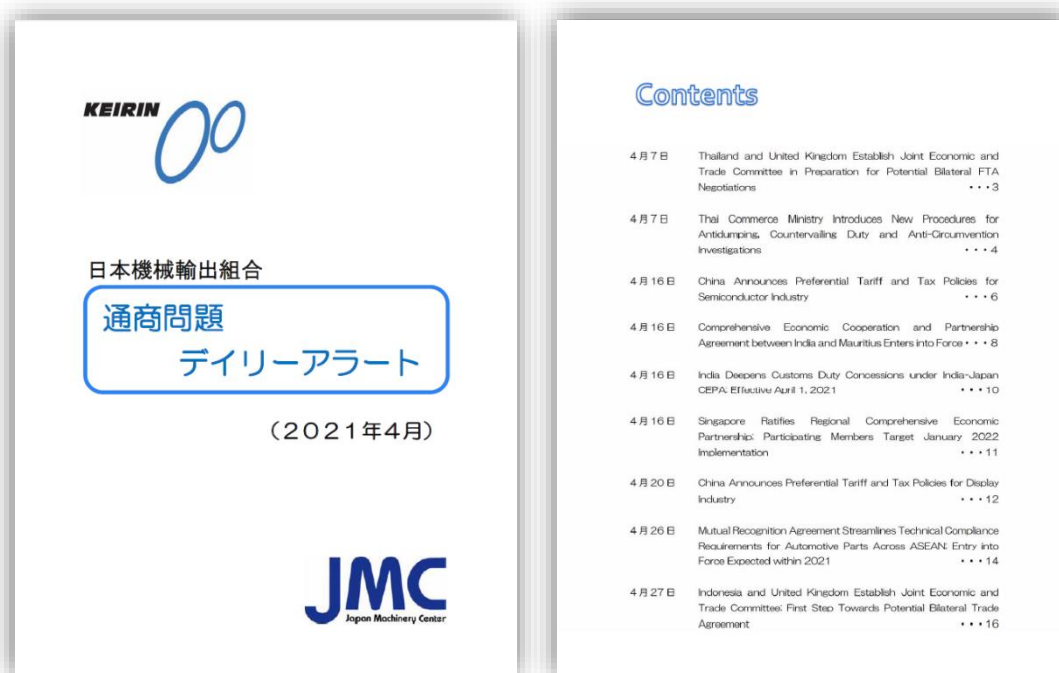 KEIRIN
日本機械輸出組合
通商問題
デイリーアラート
(2021年4月)
JMC
Japan Machinery Center
Contents
4月7日 Thailand and United Kingdom Establish Joint Economic and
Trade Committee in Preparation for Potential Bilateral FTA
Negotiations ・・・3
4月7日 Thai Commerce Ministry Introduces New Procedures for
Antidumping, Countervailing Duty and Anti-Circumvention
Investigations ・・・4
4月16日 China Announces Preferential Tariff and Tax Policies for
Semiconductor Industry ・・・6
4月16日 Comprehensive Economic Cooperation and Partnership
Agreement between India and Mauritius Enters into Force・・・8
4月16日 India Deepens Customs Duty Concessions under India-Japan
CEPA: Effective April 1, 2021 ・・・10
4月16日 Singapore Ratifies Regional Comprehensive Economic
Partnership; Participating Members Target January 2022
Implementation ・・・11
4月20日 China Announces Preferential Tariff and Tax Policies for Display
Industry ・・・12
4月26日 Mutual Recognition Agreement Streamlines Technical Compliance
Requirements for Automotive Parts Across ASEAN: Entry into
Force Expected within 2021 ・・・14
4月27日 Indonesia and United Kingdom Establish Joint Economic and
Trade Committee: First Step Towards Potential Bilateral Trade
Agreement ・・・16